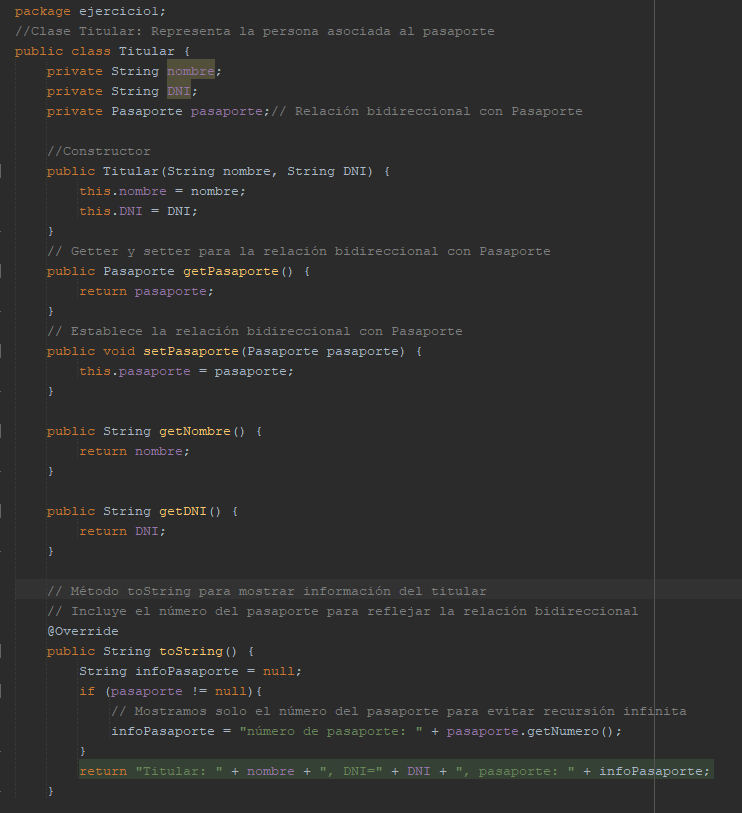 package ejercicio1;
//Clase Titular: Representa la persona asociada al pasaporte
public class Titular {
private String nombre;
private String DNI;
private Pasaporte pasaporte;// Relación bidireccional con Pasaporte
//Constructor
public Titular(String nombre, String DNI) {
this.nombre = nombre;
this.DNI = DNI;
}
// Getter y setter para la relación bidireccional con Pasaporte
public Pasaporte getPasaporte() {
return pasaporte;
}
// Establece la relación bidireccional con Pasaporte
public void setPasaporte(Pasaporte pasaporte) {
this.pasaporte = pasaporte;
}
public String getNombre() {
return nombre;
}
public String getDNI() {
return DNI;
}
// Método toString para mostrar información del titular
// Incluye el número del pasaporte para reflejar la relación bidireccional
@Override
public String toString() {
String infoPasaporte = null;
if (pasaporte != null){
// Mostramos solo el número del pasaporte para evitar recursión infinita
infoPasaporte = "número de pasaporte: " + pasaporte.getNumero();
}
return "Titular: " + nombre + ", DNI=" + DNI + ", pasaporte: " + infoPasaporte;
}